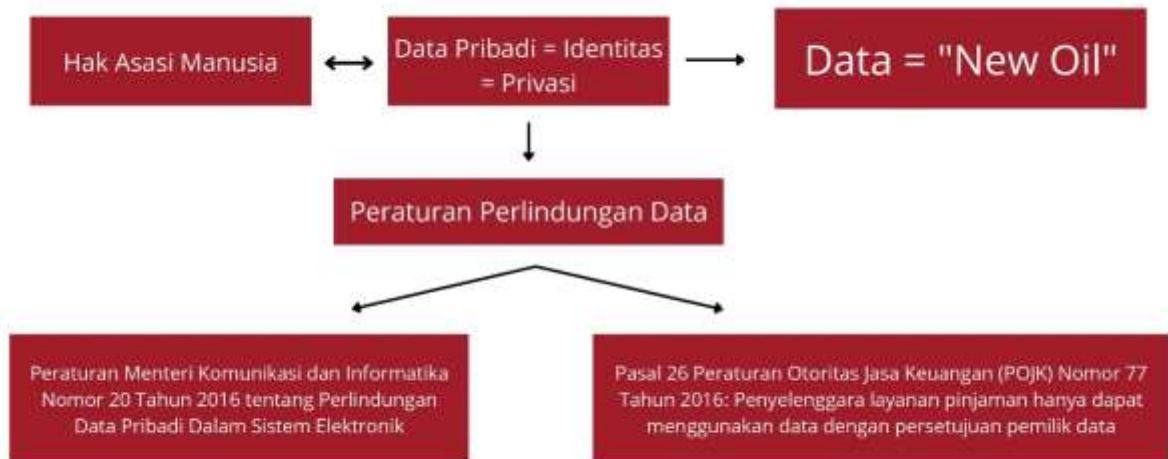 Hak Asasi Manusia
Data Pribadi = Identitas
= Privasi
Data = "New Oil"
Peraturan Perlindungan Data
Peraturan Menteri Komunikasi dan Informatika
Nomor 20 Tahun 2016 tentang Perlindungan
Data Pribadi Dalam Sistem Elektronik
Pasal 26 Peraturan Otoritas Jasa Keuangan (POJK) Nomor 77
Tahun 2016: Penyelenggara layanan pinjaman hanya dapat
menggunakan data dengan persetujuan pemilik data